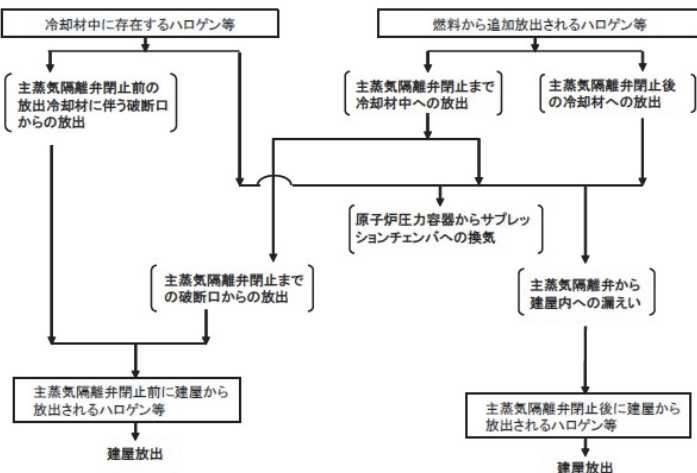 冷却材中に存在するハロゲン等
燃料から追加放出されるハロゲン等
主蒸気隔離弁閉止前の
放出冷却材に伴う破断口
からの放出
主蒸気隔離弁閉止まで
冷却材中への放出
主蒸気隔離弁閉止後
の冷却材への放出
原子炉圧力容器からサプレッ
ションチェンバへの換気
主蒸気隔離弁閉止まで
の破断口からの放出
主蒸気隔離弁から
建屋内への漏えい
主蒸気隔離弁閉止前に建屋から
放出されるハロゲン等
主蒸気隔離弁閉止後に建屋から
放出されるハロゲン等
建屋放出
建屋放出